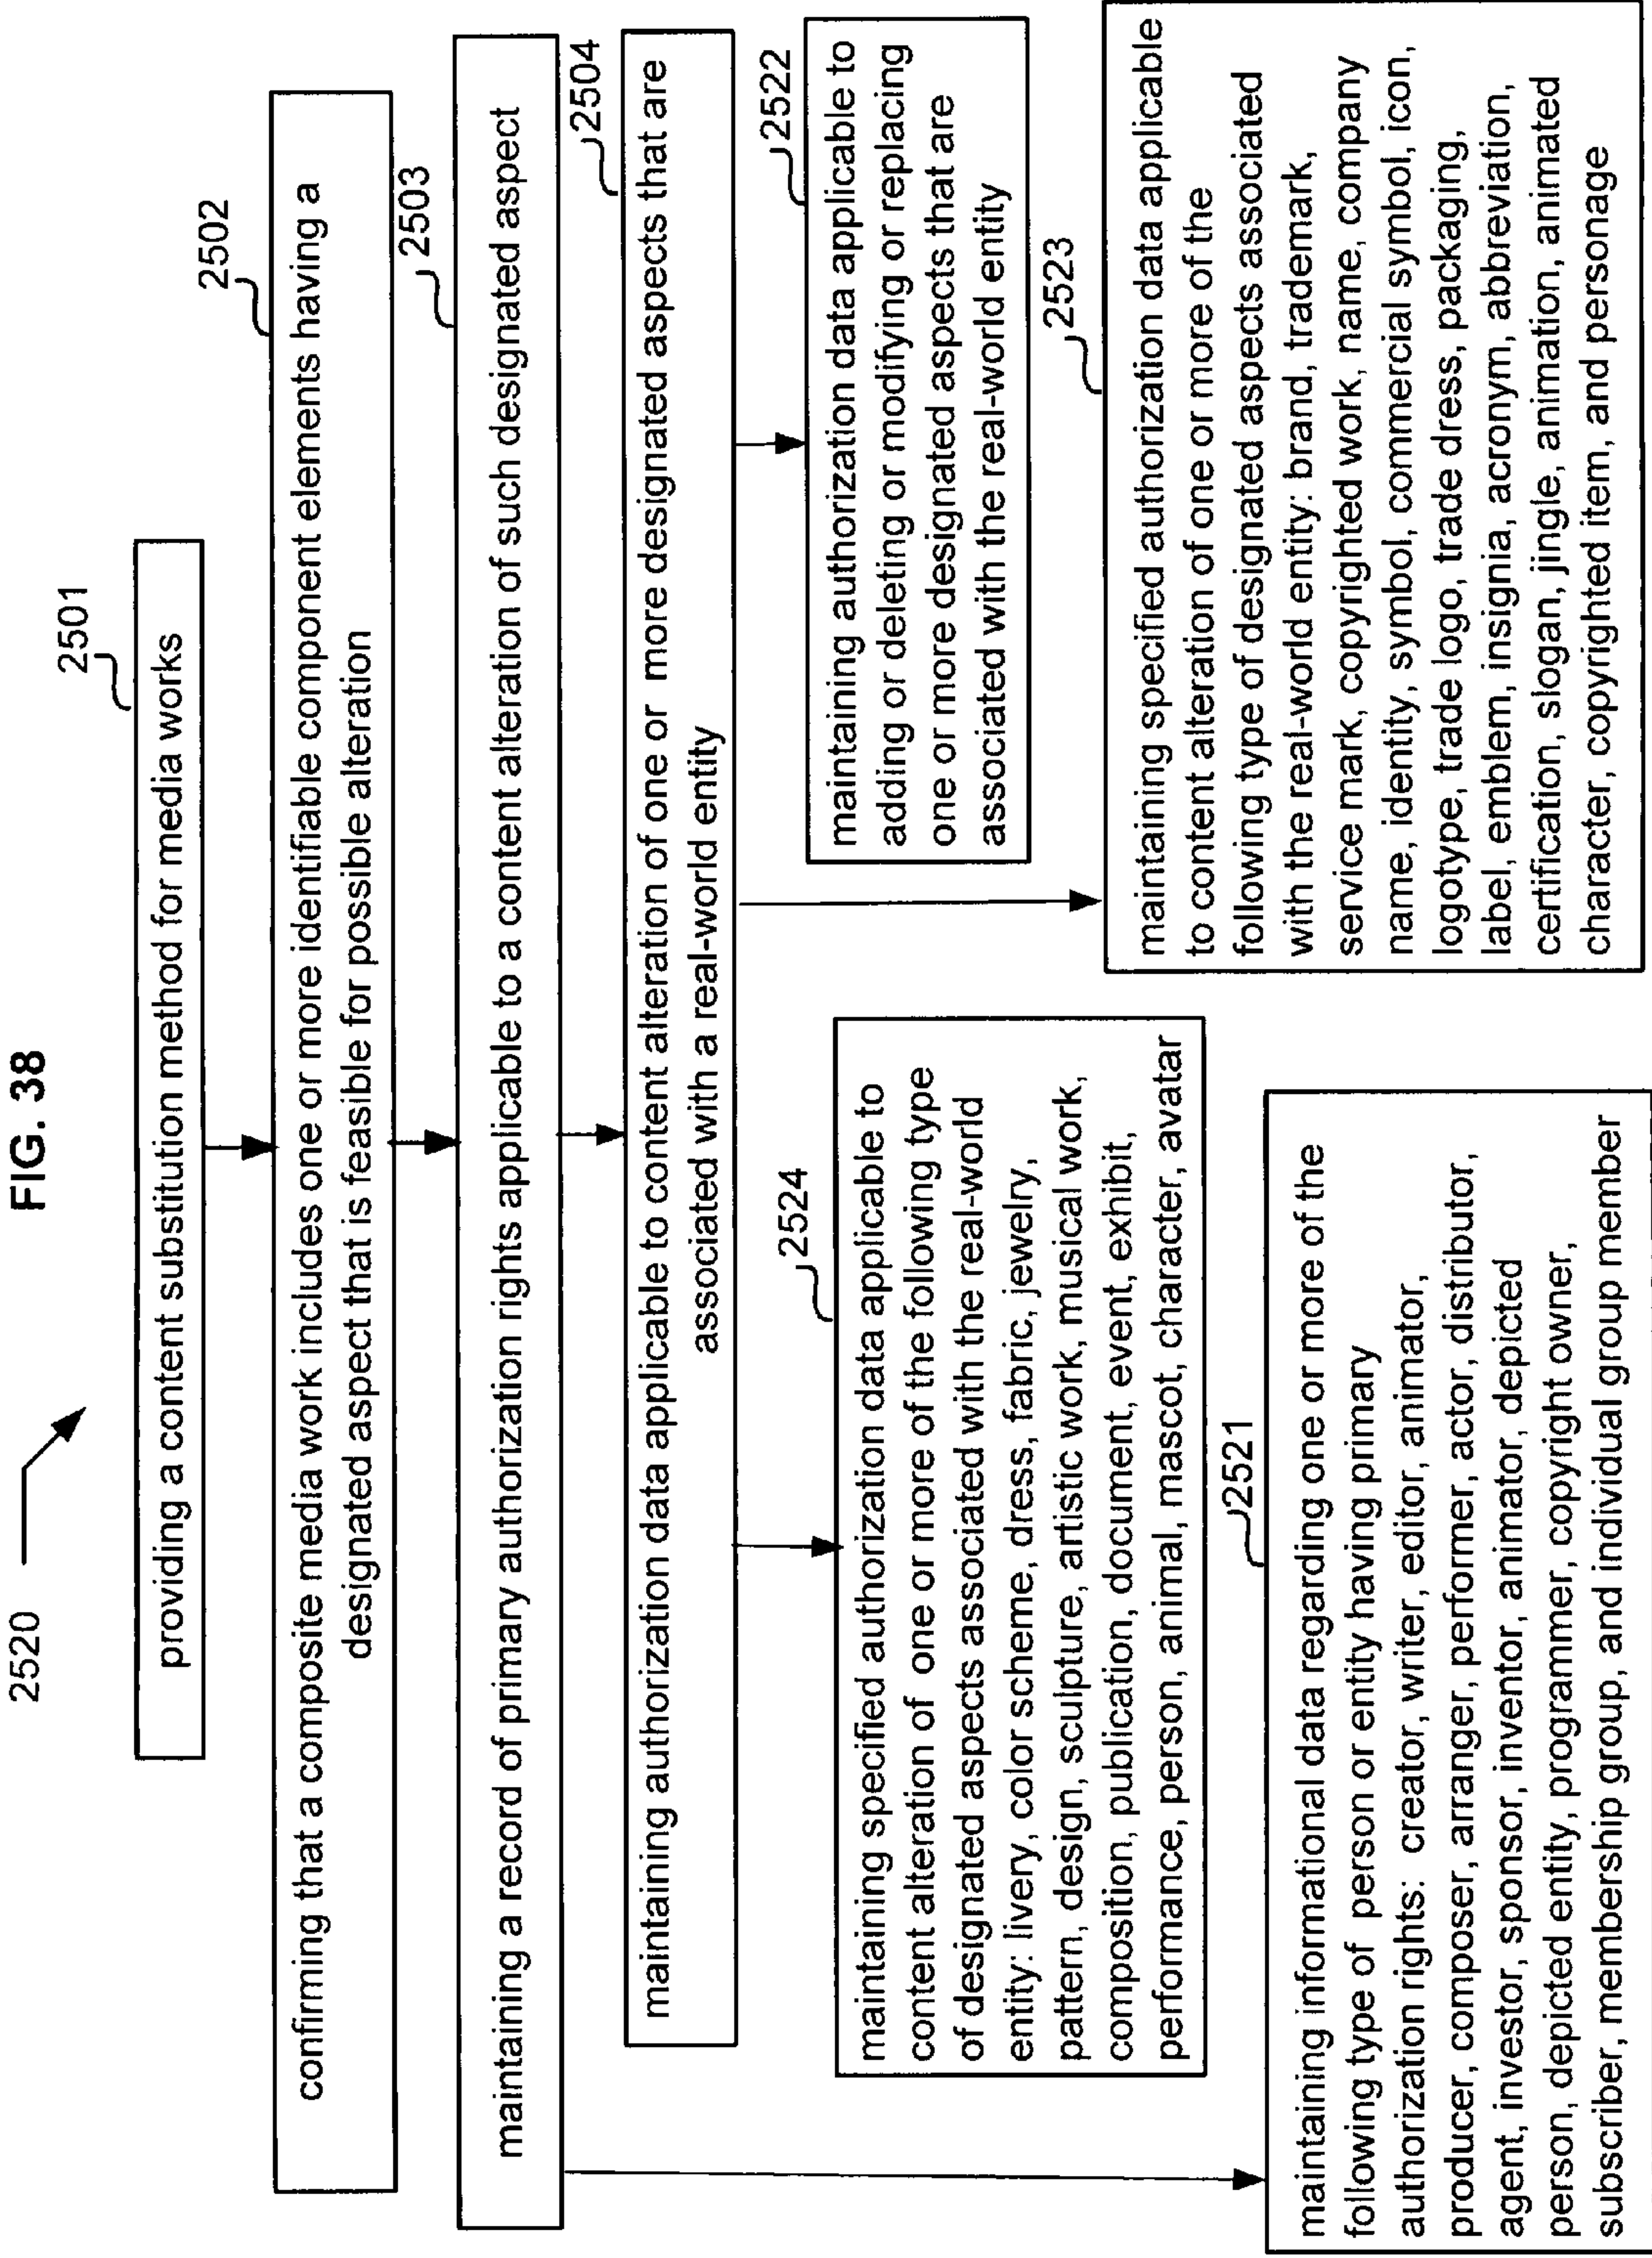 FIG. 38
2520
2501
providing a content substitution method for media works
2502
confirming that a composite media work includes one or more identifiable component elements having a
designated aspect that is feasible for possible alteration
2503
maintaining a record of primary authorization rights applicable to a content alteration of such designated aspect
2504
maintaining authorization data applicable to content alteration of one or more designated aspects that are
associated with a real-world entity
2524
maintaining specified authorization data applicable to
content alteration of one or more of the following type
of designated aspects associated with the real-world
entity: livery, color scheme, dress, fabric, jewelry,
pattern, design, sculpture, artistic work, musical work,
composition, publication, document, event, exhibit,
performance, person, animal, mascot, character, avatar
2522
maintaining authorization data applicable to
adding or deleting or modifying or replacing
one or more designated aspects that are
associated with the real-world entity
2521
maintaining informational data regarding one or more of the
following type of person or entity having primary
authorization rights: creator, writer, editor, animator,
producer, composer, arranger, performer, actor, distributor,
agent, investor, sponsor, inventor, animator, depicted
person, depicted entity, programmer, copyright owner,
subscriber, membership group, and individual group member
2523
maintaining specified authorization data applicable
to content alteration of one or more of the
following type of designated aspects associated
with the real-world entity: brand, trademark,
service mark, copyrighted work, name, company
name, identity, symbol, commercial symbol, icon,
logotype, trade logo, trade dress, packaging,
label, emblem, insignia, acronym, abbreviation,
certification, slogan, jingle, animation, animated
character, copyrighted item, and personage